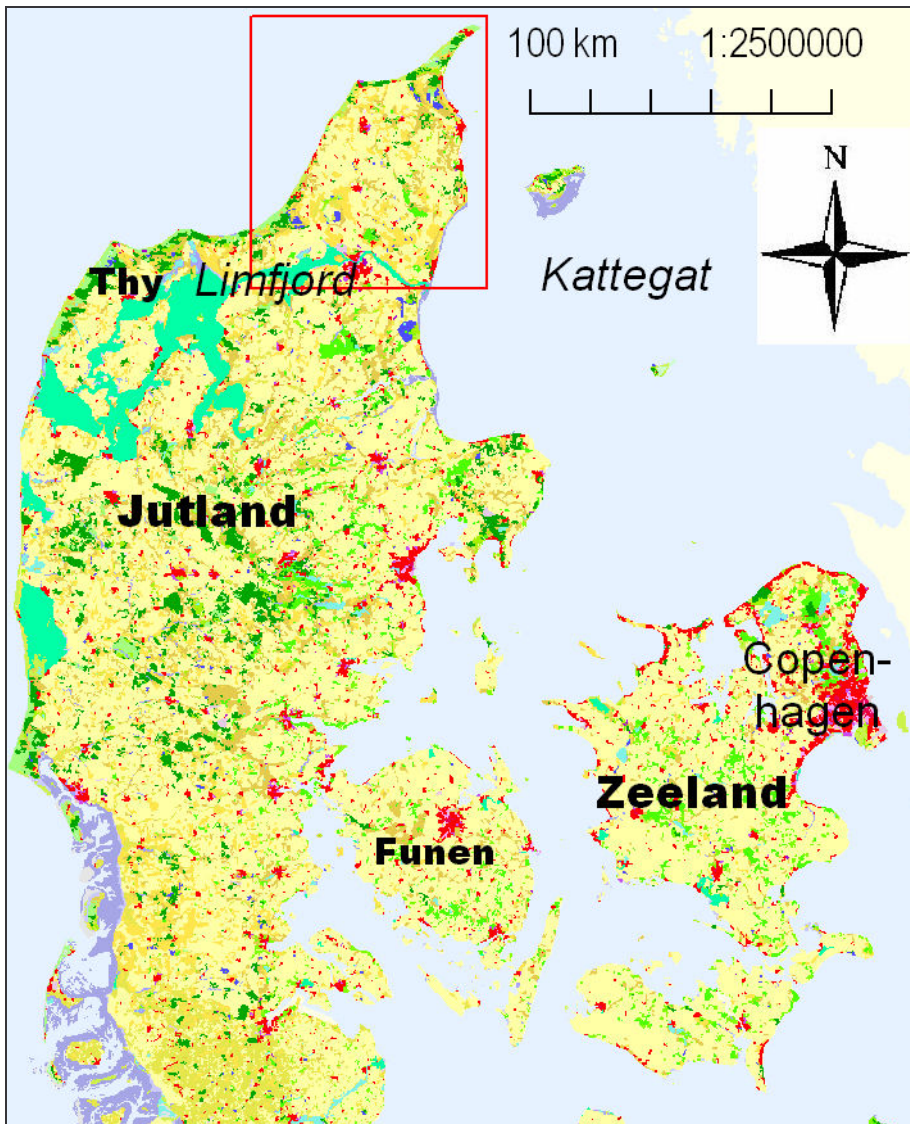 100 km 1:2500000
N
Thy Limfjord Kattegat
Jutland
Copen-
hagen
Zeeland
Funen